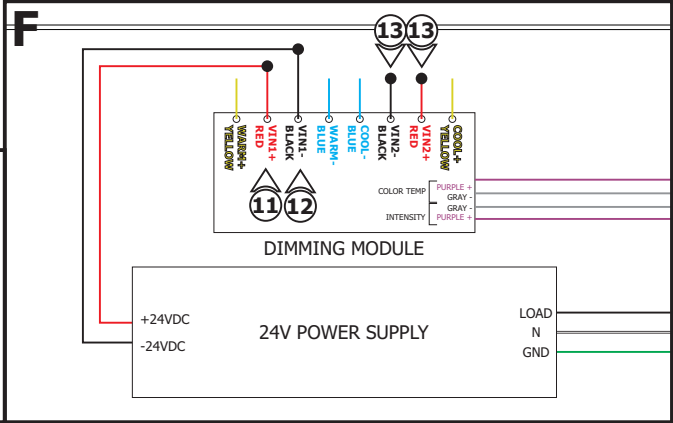 F
13 13
WARM+
YELLOW
VIN1+
RED
VIN1-
BLACK
WARM-
BLUE
COOL-
BLUE
VIN2-
BLACK
VIN2+
RED
COOL+
YELLOW
11 12
COLOR TEMP
PURPLE +
GRAY -
GRAY -
INTENSITY
PURPLE +
DIMMING MODULE
+24VDC
-24VDC
24V POWER SUPPLY
LOAD
N
GND